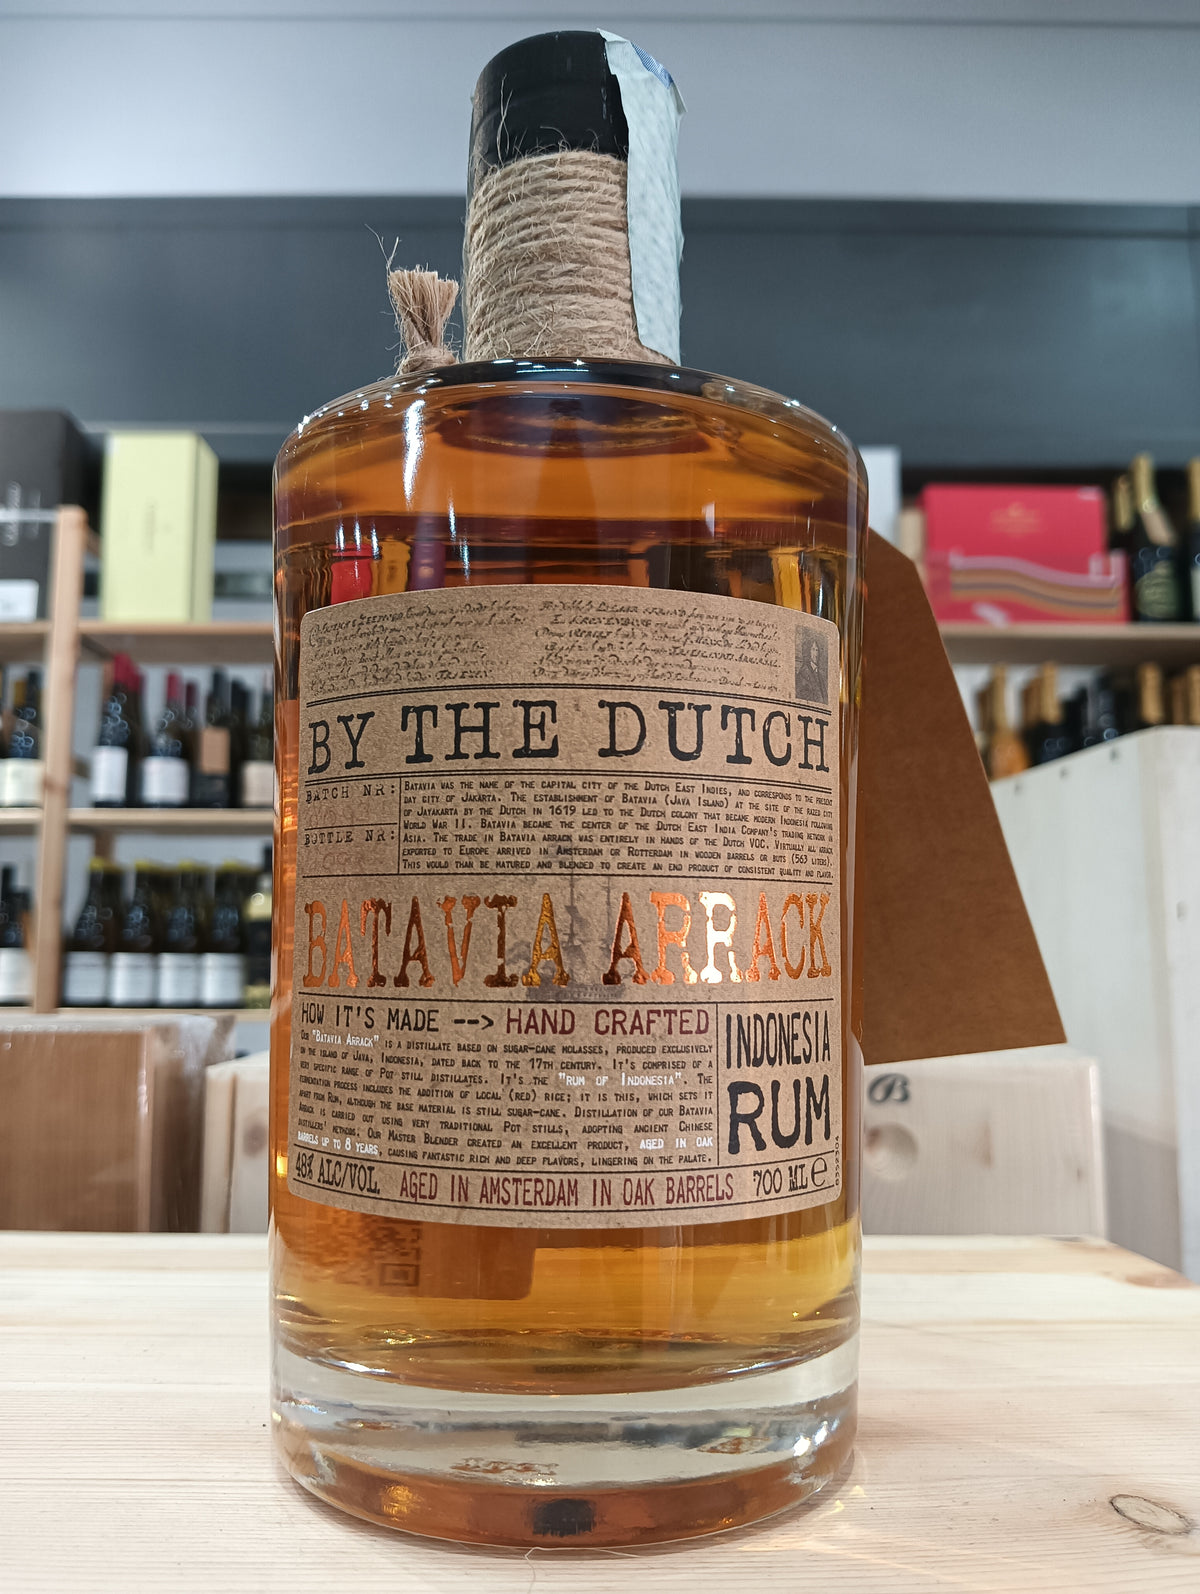 BY THE DUTCH
BATCH NR:
BOTTLE NR:
BATAVIA WAS THE NAME OF THE CAPITAL CITY OF THE DUTCH EAST INDIES, AND CORRESPONDS TO THE PRESENT
DAY CITY OF JAKARTA. THE ESTABLISHMENT OF BATAVIA (JAVA ISLAND) AT THE SITE OF THE RAZED CITY
OF JAYAKARTA BY THE DUTCH IN 1619 LED TO THE DUTCH COLONY THAT BECAME MODERN INDONESIA FOLLOWING
WORLD WAR II. BATAVIA BECAME THE CENTER OF THE DUTCH EAST INDIA COMPANY'S TRADING NETWORK IN
ASIA. THE TRADE IN BATAVIA ARRACK WAS ENTIRELY IN HANDS OF THE DUTCH VOC. VIRTUALLY ALL ARRACK
EXPORTED TO EUROPE ARRIVED IN AMSTERDAM OR ROTTERDAM IN WOODEN BARRELS OR BUTS (563 LITERS).
THIS WOULD THAN BE MATURED AND BLENDED TO CREATE AN END PRODUCT OF CONSISTENT QUALITY AND FLAVOR.
BATAVIA ARRACK
HOW IT'S MADE --> HAND CRAFTED
OUR "BATAVIA ARRACK" IS A DISTILLATE BASED ON SUGAR-CANE MOLASSES, PRODUCED EXCLUSIVELY
ON THE ISLAND OF JAVA, INDONESIA, DATED BACK TO THE 17TH CENTURY. IT'S COMPRISED OF A
VERY SPECIFIC RANGE OF POT STILL DISTILLATES. IT'S THE "RUM OF INDONESIA". THE
FERMENTATION PROCESS INCLUDES THE ADDITION OF LOCAL (RED) RICE; IT IS THIS, WHICH SETS IT
APART FROM RUM, ALTHOUGH THE BASE MATERIAL IS STILL SUGAR-CANE. DISTILLATION OF OUR BATAVIA
ARRACK IS CARRIED OUT USING VERY TRADITIONAL POT STILLS, ADOPTING ANCIENT CHINESE
DISTILLERS' METHODS. OUR MASTER BLENDER CREATED AN EXCELLENT PRODUCT, AGED IN OAK
BARRELS UP TO 8 YEARS, CAUSING FANTASTIC RICH AND DEEP FLAVORS, LINGERING ON THE PALATE.
INDONESIA
RUM
48% ALC/VOL. AGED IN AMSTERDAM IN OAK BARRELS 700 ML e
B